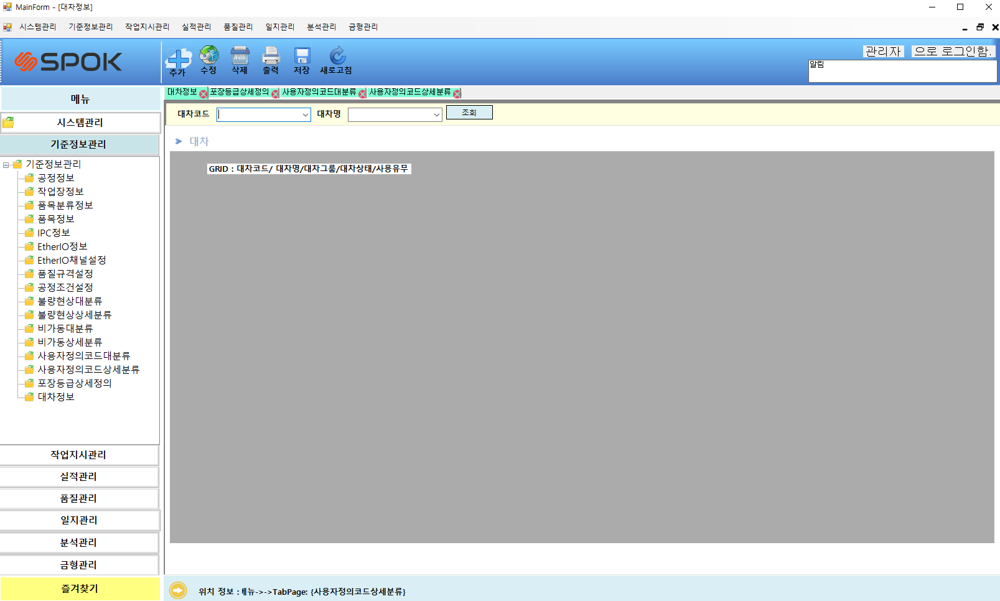 MainForm - [대차정보]
시스템관리 기준정보관리 작업지시관리 실적관리 품질관리 일지관리 분석관리 금형관리
SPOK
추가 수정 삭제 출력 저장 새로고침
관리자 으로 로그인함.
알림
메뉴
대차정보 포장등급상세정의 사용자정의코드대분류 사용자정의코드상세분류
대차코드 대차명 조회
시스템관리
기준정보관리
대차
GRID : 대차코드/ 대차명/대차그룹/대차상태/사용유무
기준정보관리
공정정보
작업장정보
품목분류정보
품목정보
IPC정보
EtherIO정보
EtherIO채널설정
품질규격설정
공정조건설정
불량현상대분류
불량현상상세분류
비가동대분류
비가동상세분류
사용자정의코드대분류
사용자정의코드상세분류
포장등급상세정의
대차정보
작업지시관리
실적관리
품질관리
일지관리
분석관리
금형관리
즐겨찾기
위치 정보 : 메뉴->->TabPage: {사용자정의코드상세분류}